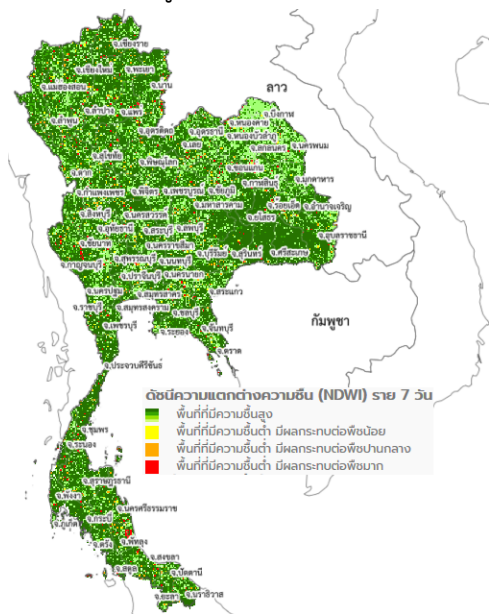 จ.เชียงราย
จ.เชียงใหม่ จ.พะเยา
จ.แม่ฮ่องสอน จ.น่าน
ลาว
จ.ลำปาง จ.แพร่
จ.ลำพูน
จ.บึงกาฬ
จ.หนองคาย
จ.อุตรดิตถ์ จ.อุดรธานี
จ.หนองบัวลำภู
จ.เลย จ.สกลนคร จ.นครพนม
จ.สุโขทัย จ.พิษณุโลก
จ.ขอนแก่น
จ.ตาก
จ.กาฬสินธุ์ จ.มุกดาหาร
จ.กำแพงเพชร จ.พิจิตร จ.เพชรบูรณ์ จ.ชัยภูมิ
จ.มหาสารคาม จ.ร้อยเอ็ด จ.อำนาจเจริญ
จ.สิงห์บุรี จ.นครสวรรค์ จ.ยโสธร
จ.อุทัยธานี จ.สระบุรี จ.ลพบุรี
จ.อุบลราชธานี
จ.ชัยนาท จ.นครราชสีมา
จ.บุรีรัมย์ จ.สุรินทร์ จ.ศรีสะเกษ
จ.กาญจนบุรี จ.สุพรรณบุรี จ.นนทบุรี
จ.ปราจีนบุรี จ.นครนายก
จ.นครปฐม จ.สมุทรสาคร จ.สระแก้ว
จ.ราชบุรี จ.สมุทรสงคราม จ.ชลบุรี
กัมพูชา
จ.เพชรบุรี จ.ระยอง จ.จันทบุรี
จ.ตราด
จ.ประจวบคีรีขันธ์
ดัชนีความแตกต่างความชื้น (NDWI) ราย 7 วัน
พื้นที่ที่มีความชื้นสูง
พื้นที่ที่มีความชื้นต่ำ มีผลกระทบต่อพืชน้อย
พื้นที่ที่มีความชื้นต่ำ มีผลกระทบต่อพืชปานกลาง
พื้นที่ที่มีความชื้นต่ำ มีผลกระทบต่อพืชมาก
จ.ชุมพร
จ.ระนอง
จ.สุราษฎร์ธานี
จ.พังงา
จ.นครศรีธรรมราช
จ.ภูเก็ต จ.กระบี่
จ.ตรัง จ.พัทลุง
จ.สงขลา
จ.สตูล จ.ปัตตานี
จ.ยะลา จ.นราธิวาส